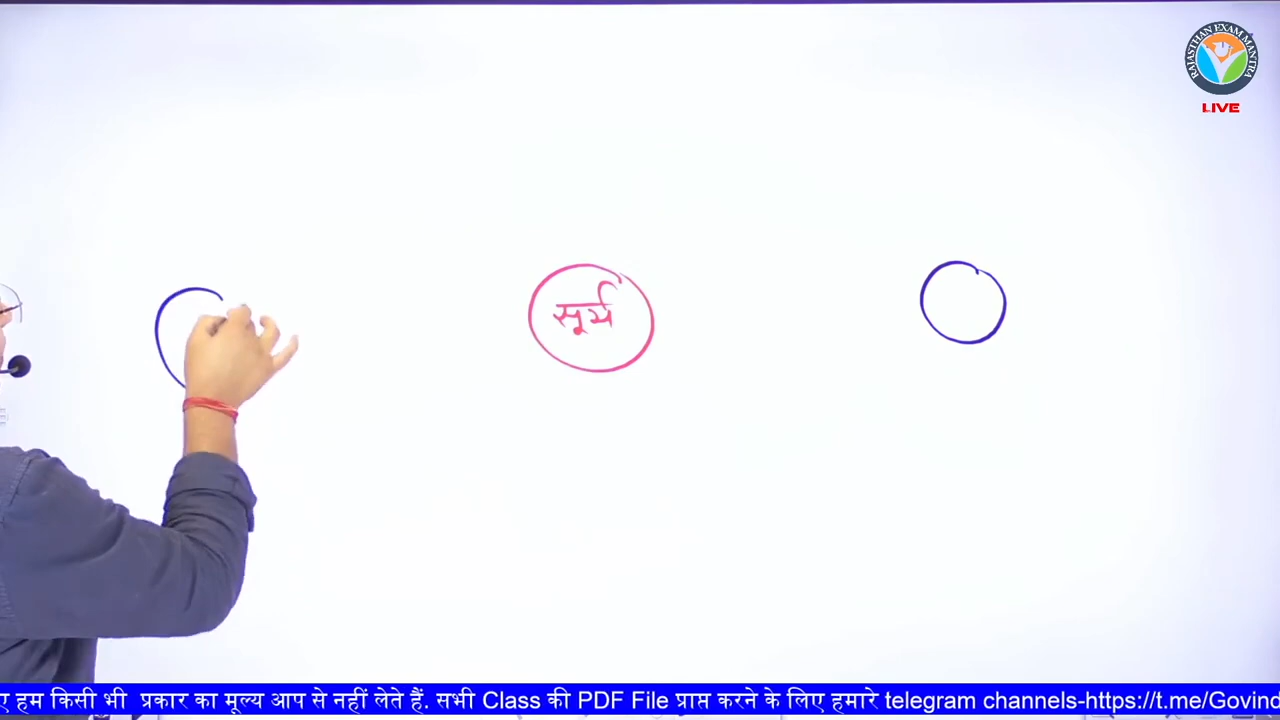 RAJASTHAN EXAM MANTRA
LIVE
सूर्य
हम किसी भी प्रकार का मूल्य आप से नहीं लेते हैं. सभी Class की PDF File प्राप्त करने के लिए हमारे telegram channels-https://t.me/Govind